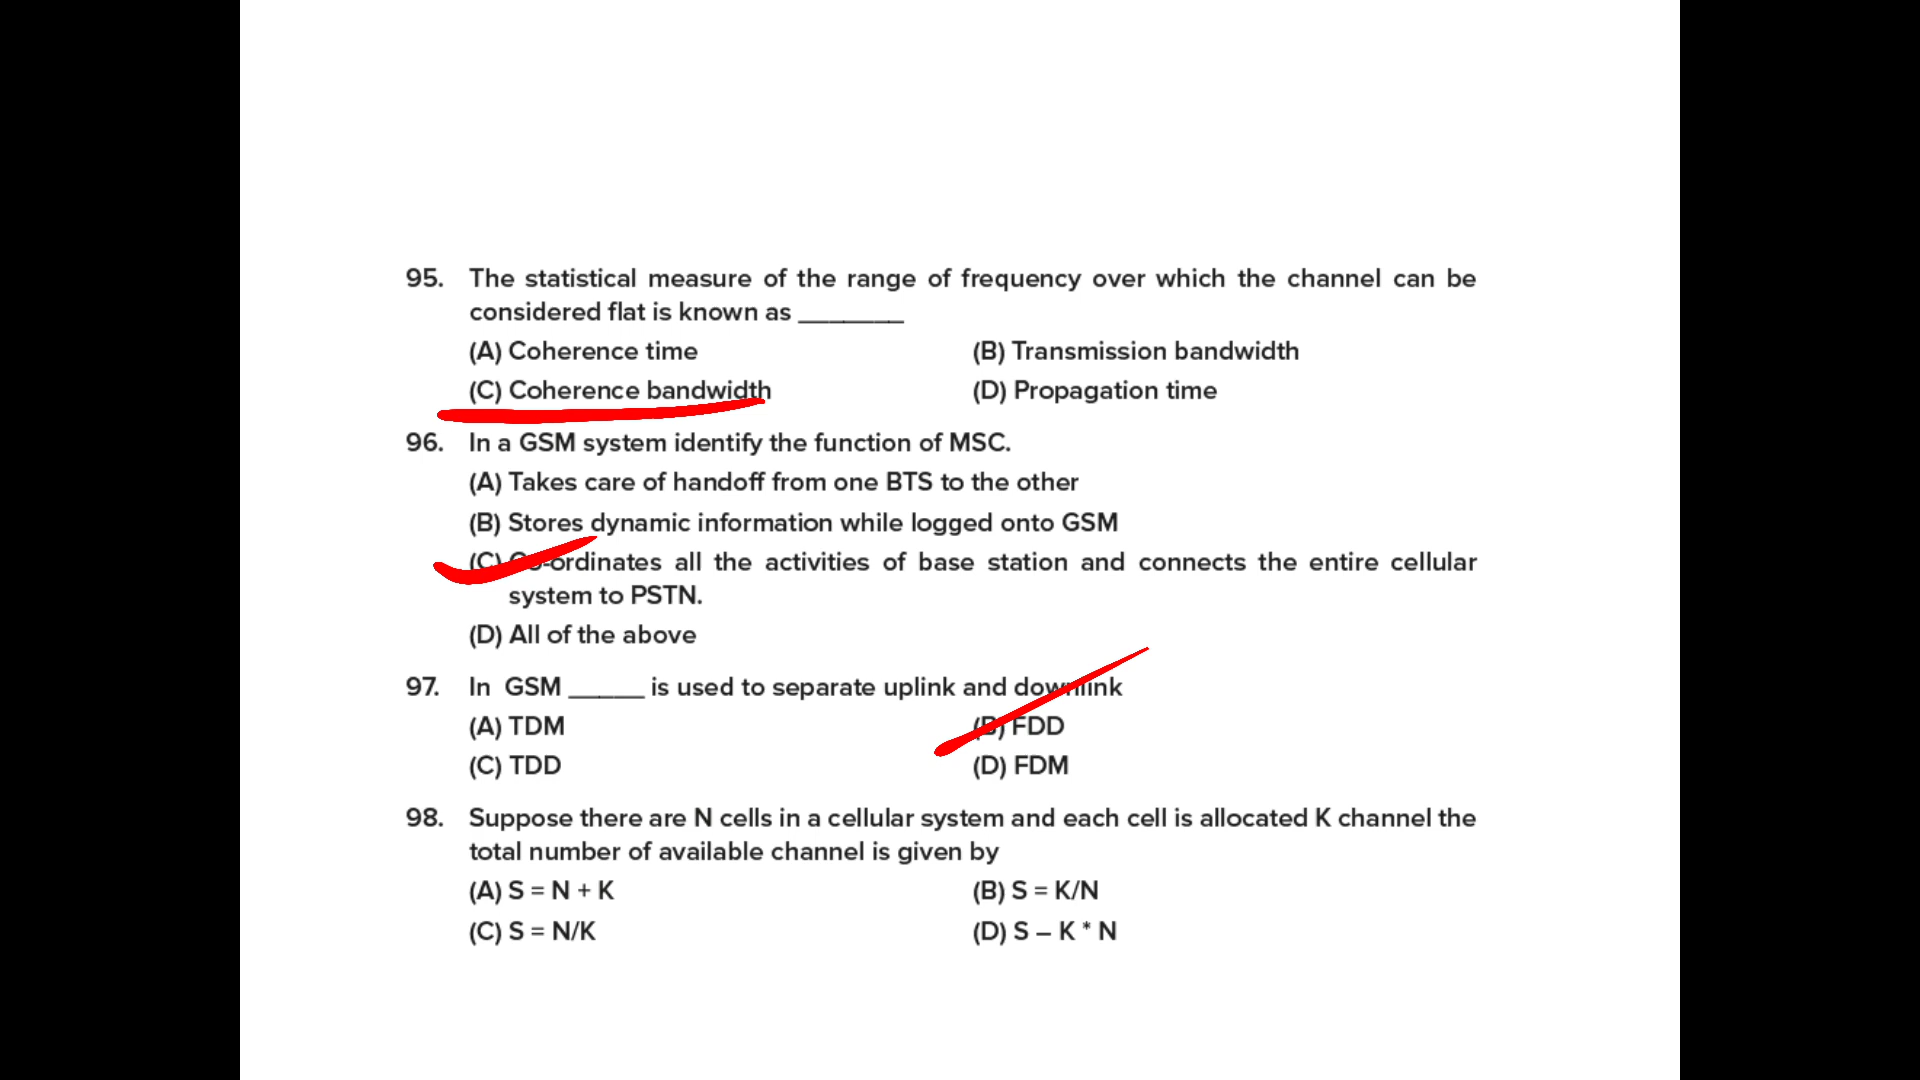 95. The statistical measure of the range of frequency over which the channel can be
considered flat is known as _______
(A) Coherence time (B) Transmission bandwidth
(C) Coherence bandwidth (D) Propagation time
96. In a GSM system identify the function of MSC.
(A) Takes care of handoff from one BTS to the other
(B) Stores dynamic information while logged onto GSM
(C) Co-ordinates all the activities of base station and connects the entire cellular
system to PSTN.
(D) All of the above
97. In GSM _____ is used to separate uplink and downlink
(A) TDM (B) FDD
(C) TDD (D) FDM
98. Suppose there are N cells in a cellular system and each cell is allocated K channel the
total number of available channel is given by
(A) S = N + K (B) S = K/N
(C) S = N/K (D) S – K * N